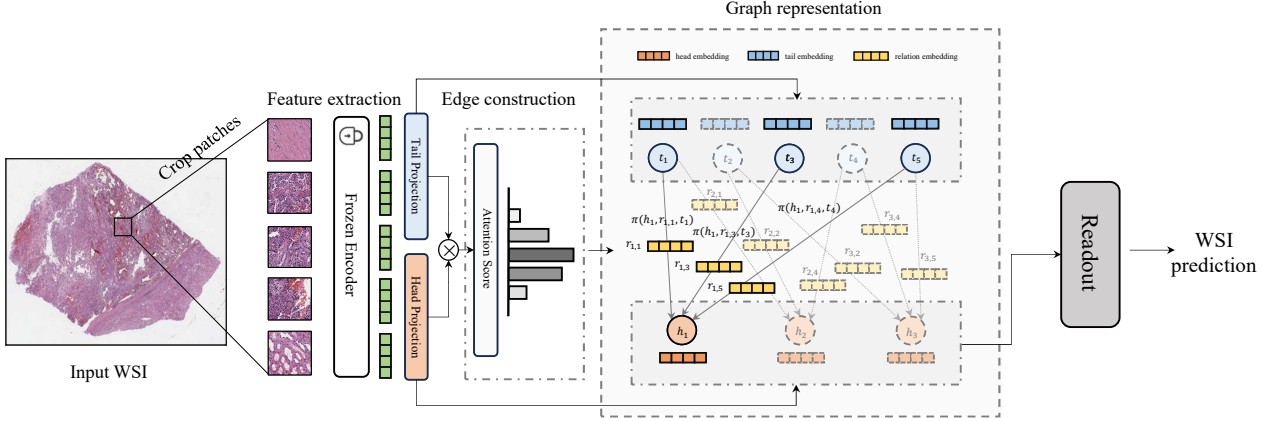 Graph representation
head embedding
tail embedding
relation embedding
Feature extraction
Edge construction
Crop patches
Input WSI
Frozen Encoder
Tail Projection
Head Projection
Attention Score
t₁
t₂
t₃
t₄
t₅
r₂,₁
π(h₁, r₁,₁, t₁)
π(h₁, r₁,₄, t₄)
π(h₁, r₁,₃, t₃)
r₁,₁
r₂,₂
r₃,₄
r₁,₃
r₃,₂
r₃,₅
r₁,₅
r₂,₄
h₁
h₂
h₃
Readout
WSI
prediction